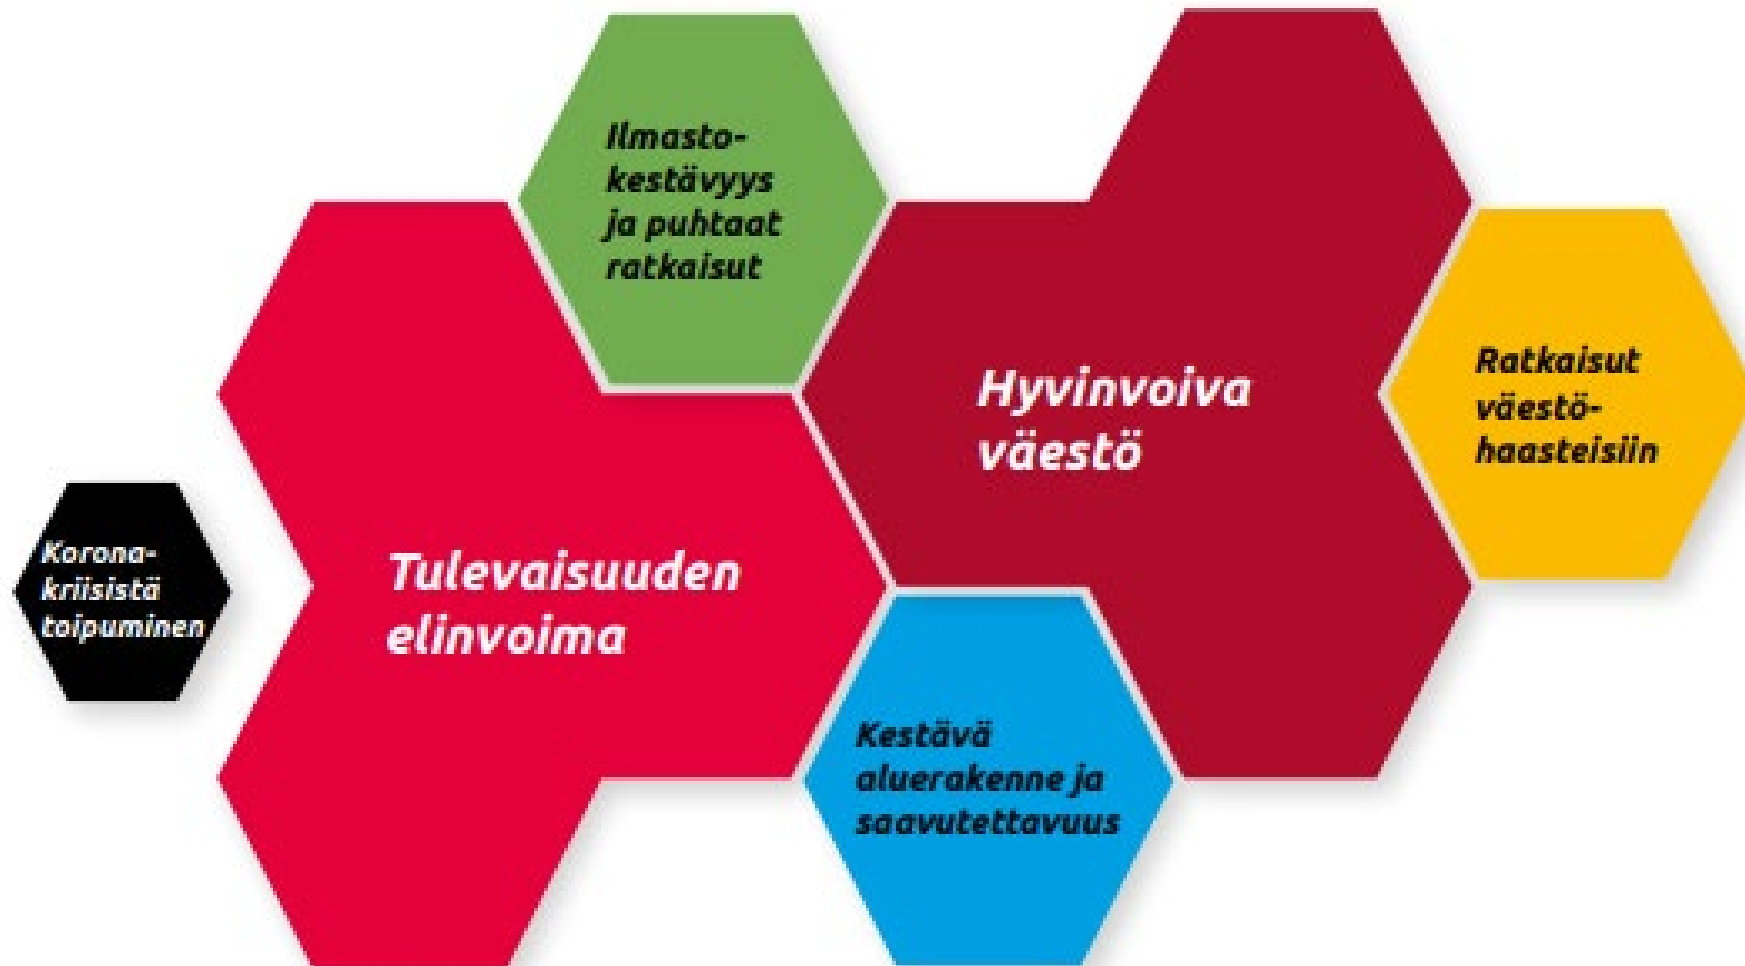 Ilmasto-
kestävyys
ja puhtaat
ratkaisut
Hyvinvoiva
väestö
Ratkaisut
väestö-
haasteisiin
Korona-
kriisistä
toipuminen
Tulevaisuuden
elinvoima
Kestävä
aluerakenne ja
saavutettavuus